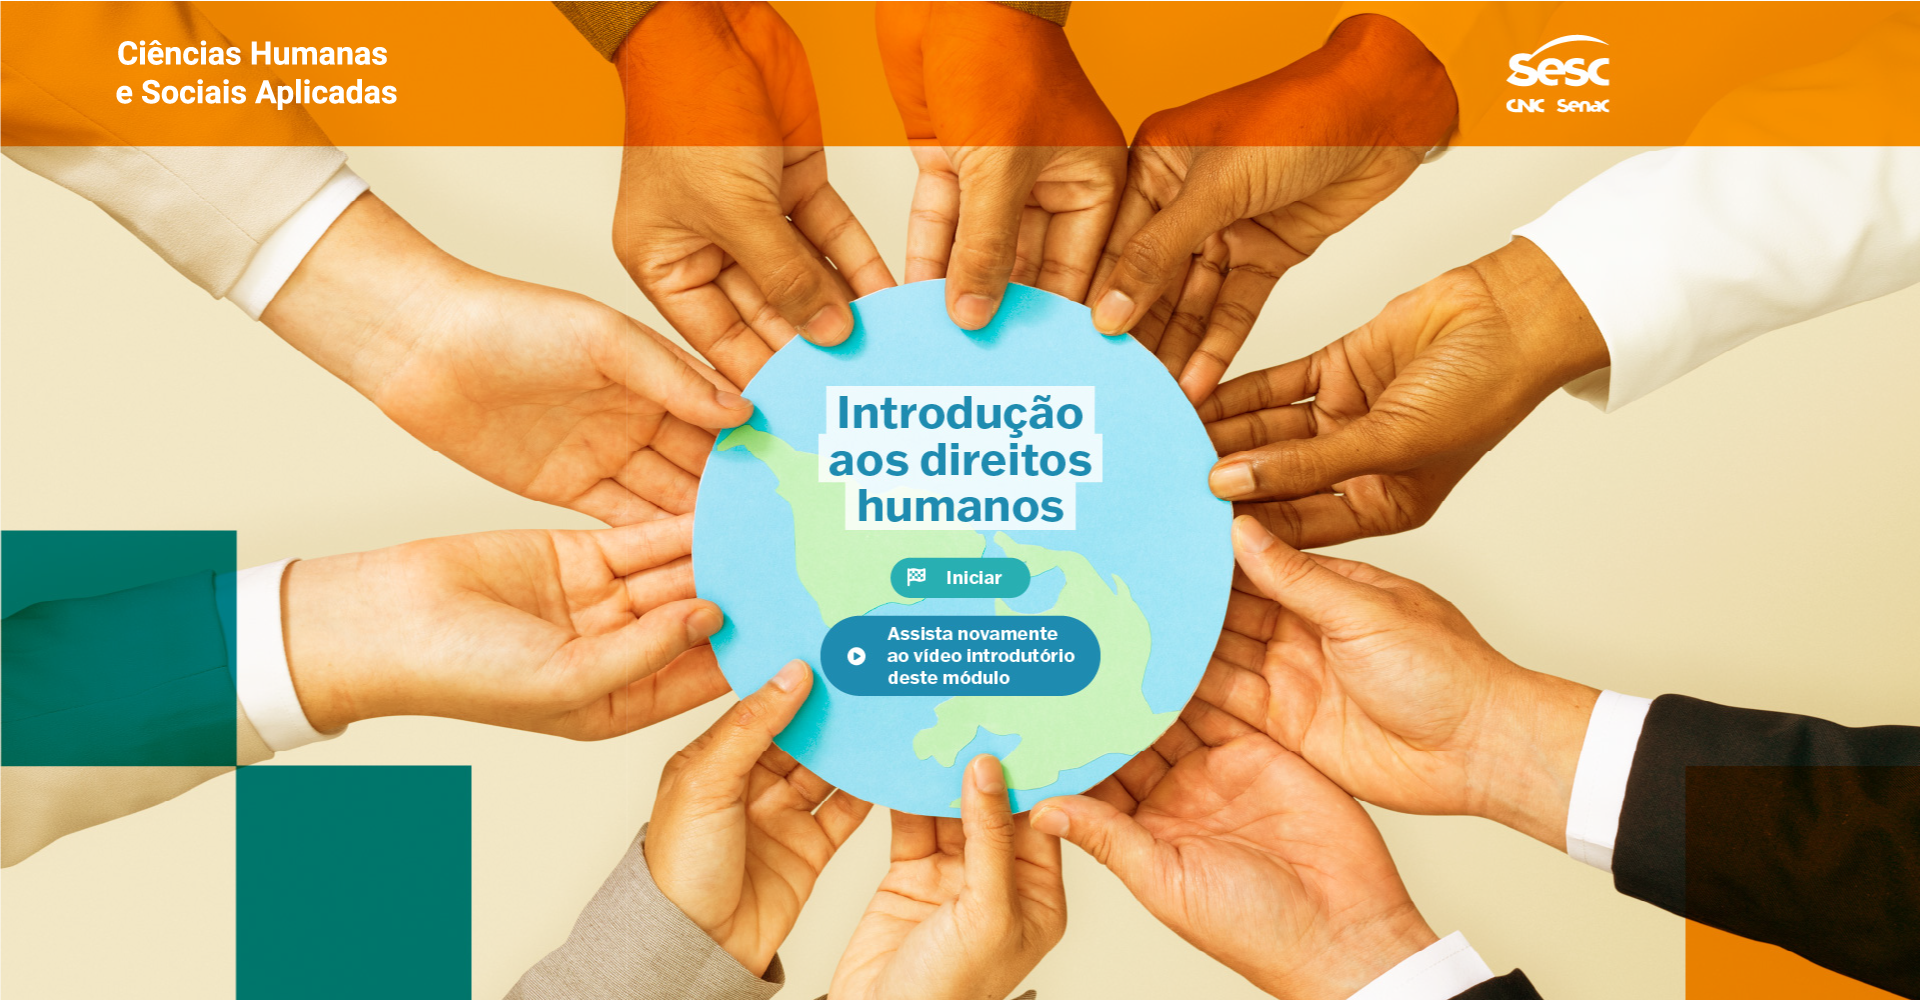 Ciências Humanas
e Sociais Aplicadas
Sesc
CNC Senac
Introdução
aos direitos
humanos
Iniciar
Assista novamente
ao vídeo introdutório
deste módulo